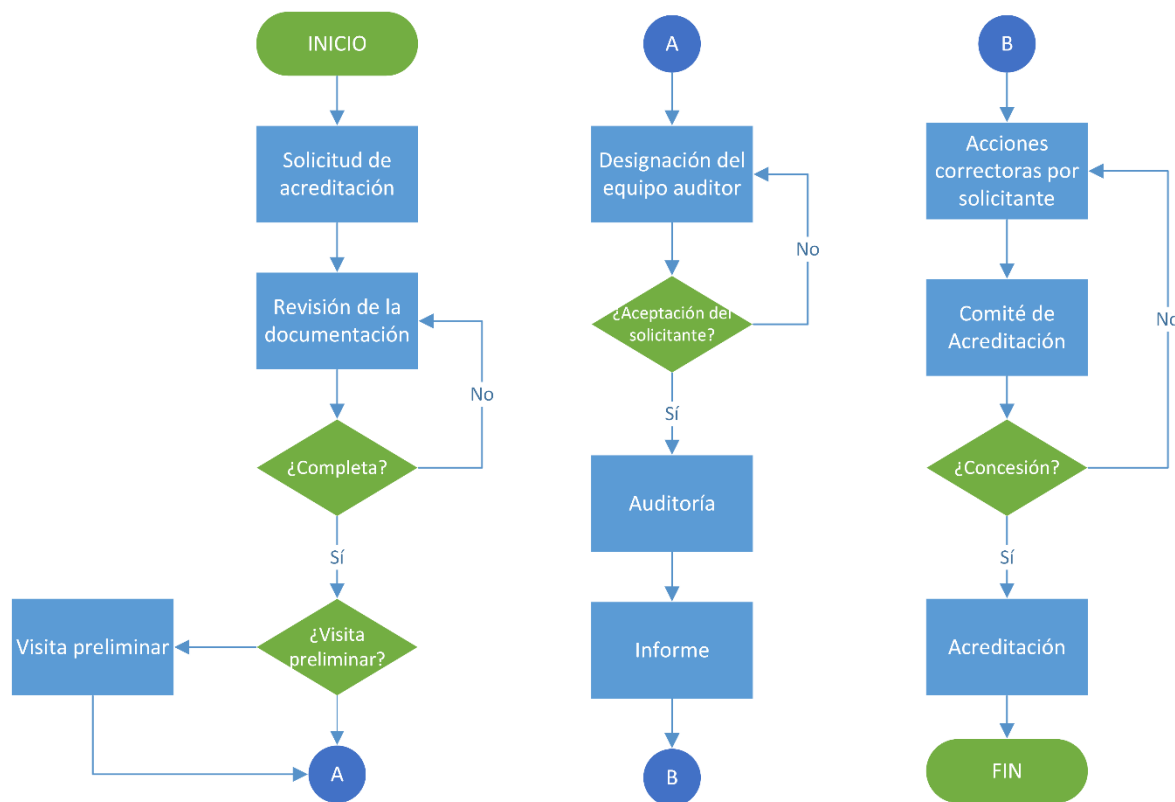 INICIO
Solicitud de
acreditación
Revisión de la
documentación
No
¿Completa?
Sí
¿Visita
preliminar?
Visita preliminar
A
A
Designación del
equipo auditor
No
¿Aceptación del
solicitante?
Sí
Auditoría
Informe
B
B
Acciones
correctoras por
solicitante
Comité de
Acreditación
No
¿Concesión?
Sí
Acreditación
FIN